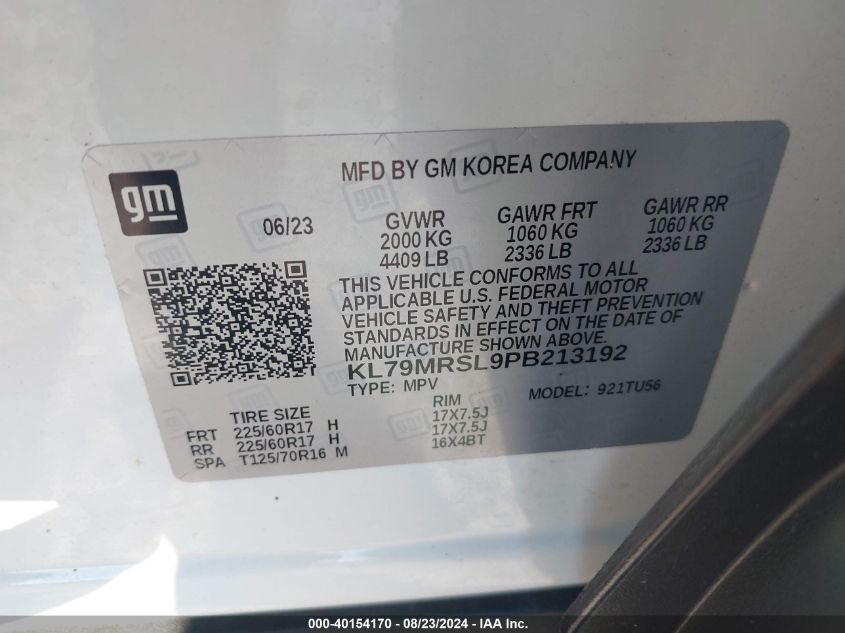 MFD BY GM KOREA COMPANY
gm
06/23
GVWR
2000 KG
4409 LB
GAWR FRT
1060 KG
2336 LB
GAWR RR
1060 KG
2336 LB
THIS VEHICLE CONFORMS TO ALL
APPLICABLE U.S. FEDERAL MOTOR
VEHICLE SAFETY AND THEFT PREVENTION
STANDARDS IN EFFECT ON THE DATE OF
MANUFACTURE SHOWN ABOVE.
KL79MRSL9PB213192
TYPE: MPV
MODEL: 921TU56
TIRE SIZE
FRT 225/60R17 H
RR 225/60R17 H
SPA T125/70R16 M
RIM
17X7.5J
17X7.5J
16X4BT
000-40154170 - 08/23/2024 - IAA Inc.